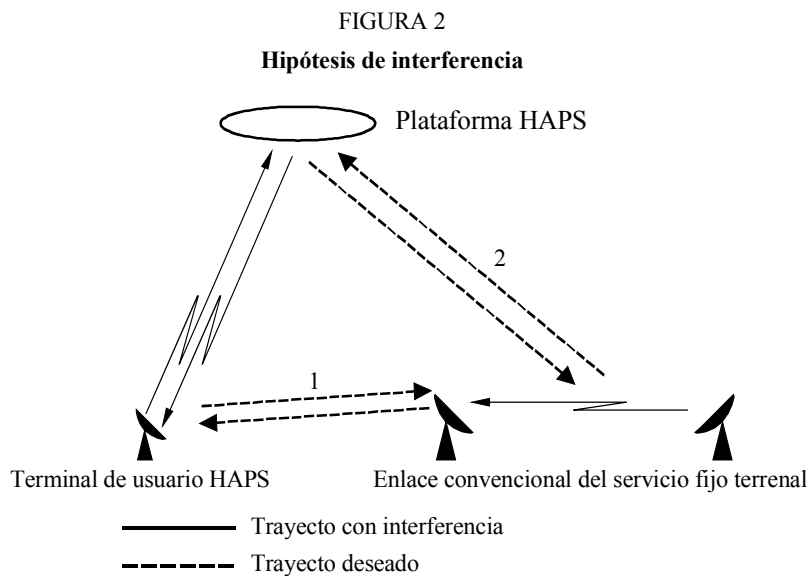 FIGURA 2
Hipótesis de interferencia
Plataforma HAPS
2
1
Terminal de usuario HAPS
Enlace convencional del servicio fijo terrenal
Trayecto con interferencia
Trayecto deseado